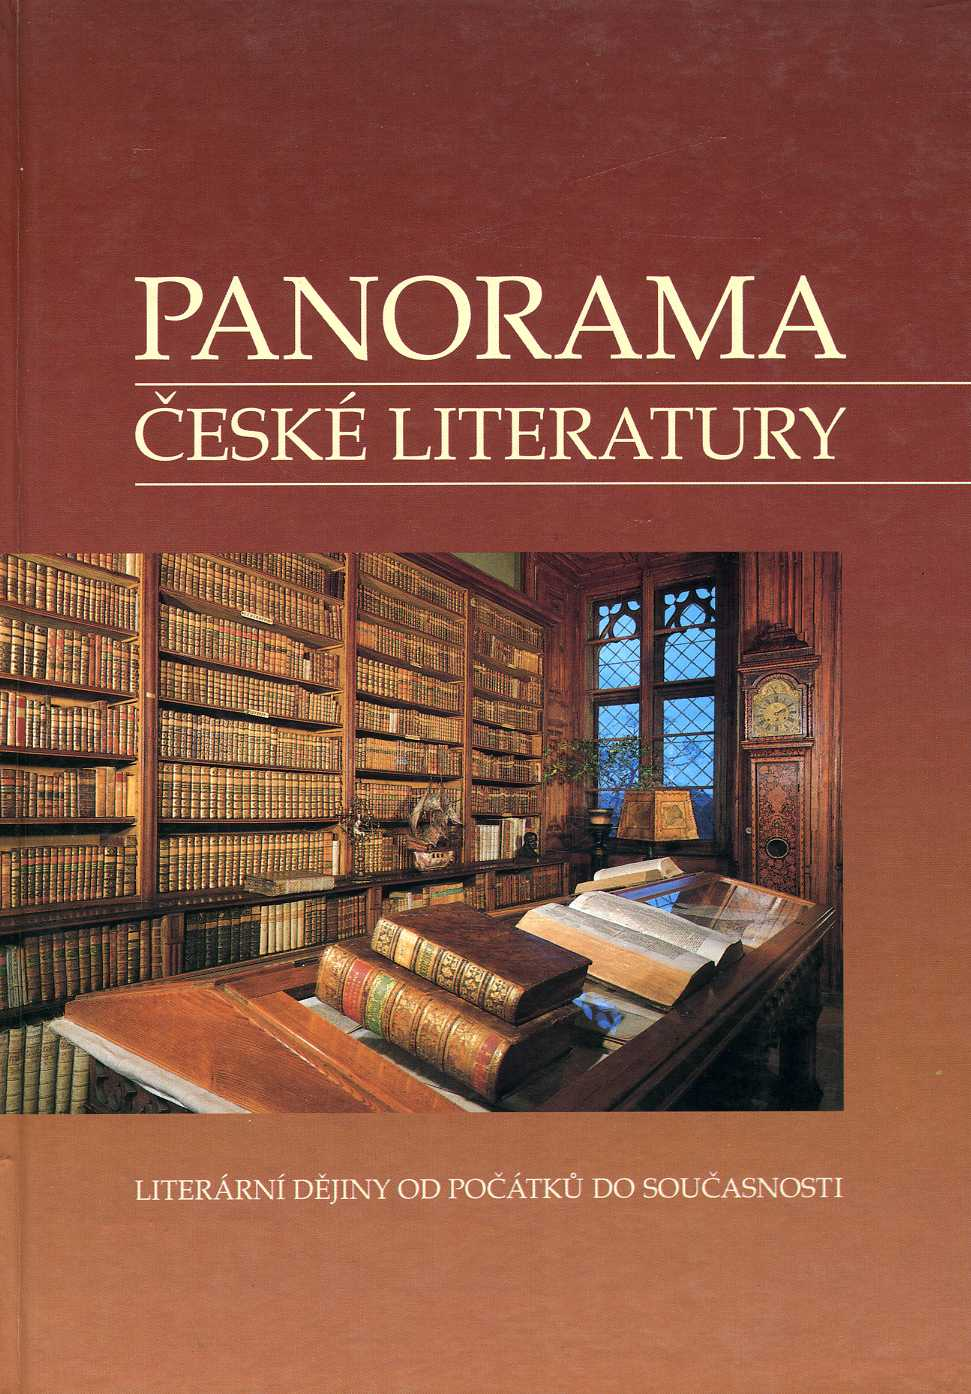 PANORAMA
ČESKÉ LITERATURY
LITERÁRNÍ DĚJINY OD POČÁTKŮ DO SOUČASNOSTI